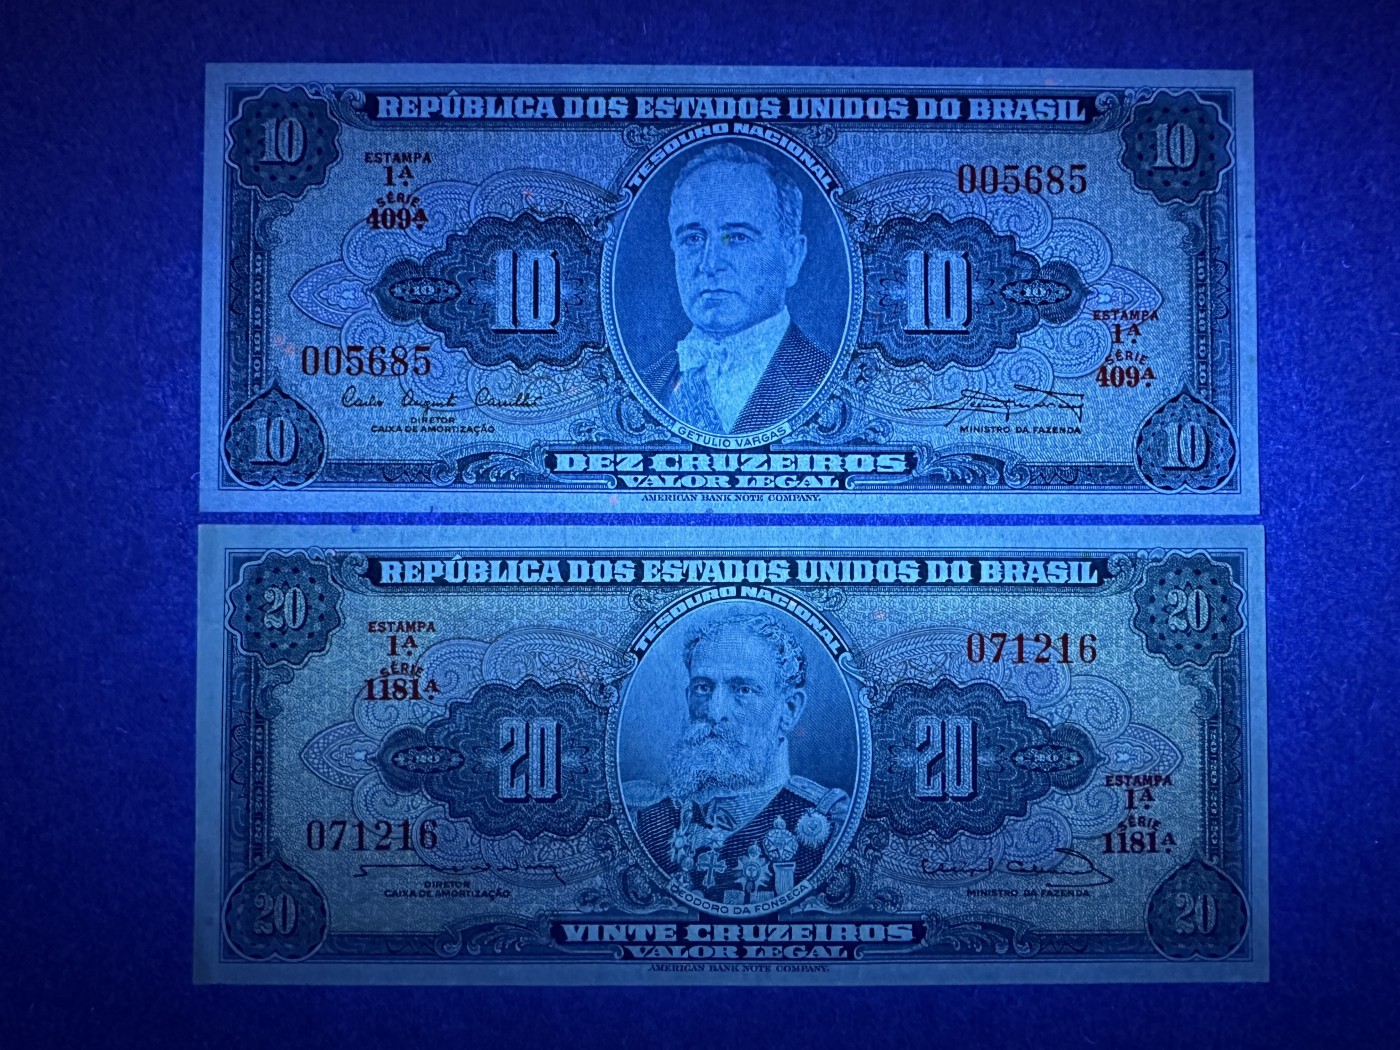 REPÚBLICA DOS ESTADOS UNIDOS DO BRASIL
TESOURO NACIONAL
10 10
ESTAMPA
1ᴬ
SÉRIE
409ᴬ
005685
10 10
10 10
ESTAMPA
1ᴬ
SÉRIE
409ᴬ
005685
DIRETOR
CAIXA DE AMORTIZAÇÃO
MINISTRO DA FAZENDA
GETULIO VARGAS
10 10
DEZ CRUZEIROS
VALOR LEGAL
AMERICAN BANK NOTE COMPANY.
REPÚBLICA DOS ESTADOS UNIDOS DO BRASIL
TESOURO NACIONAL
20 20
ESTAMPA
1ᴬ
SÉRIE
1181ᴬ
071216
20 20
20 20
ESTAMPA
1ᴬ
SÉRIE
1181ᴬ
071216
DIRETOR
CAIXA DE AMORTIZAÇÃO
MINISTRO DA FAZENDA
DEODORO DA FONSECA
20 20
VINTE CRUZEIROS
VALOR LEGAL
AMERICAN BANK NOTE COMPANY.